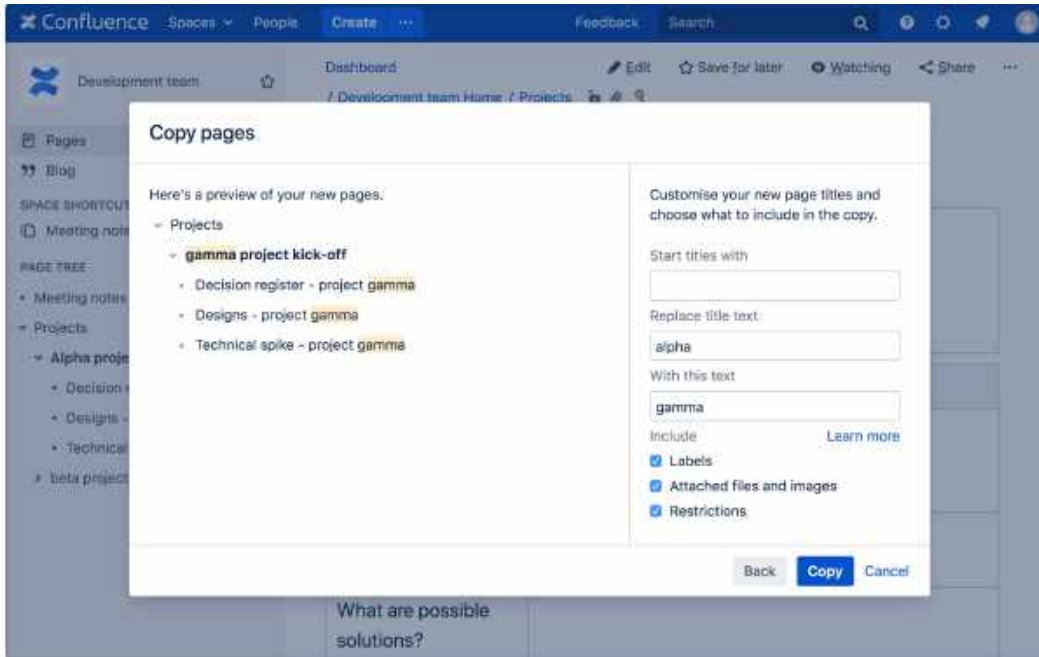 Confluence Spaces People Create ··· Feedback Search
Development team
Dashboard
Edit Save for later Watching Share ···
/ Development team Home / Projects
Pages
Blog
SPACE SHORTCUT
Meeting note
PAGE TREE
Meeting notes
Projects
Alpha proje
Decision
Designs -
Technical
beta project
Copy pages
Here's a preview of your new pages.
Projects
gamma project kick-off
Decision register - project gamma
Designs - project gamma
Technical spike - project gamma
Customise your new page titles and
choose what to include in the copy.
Start titles with
Replace title text
alpha
With this text
gamma
Include Learn more
Labels
Attached files and images
Restrictions
Back Copy Cancel
What are possible
solutions?